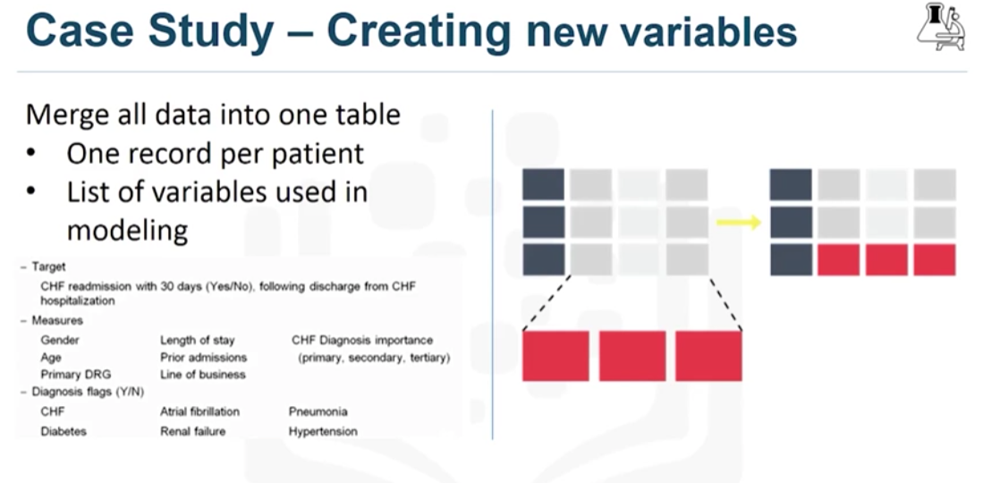 Case Study – Creating new variables
Merge all data into one table
• One record per patient
• List of variables used in
modeling
– Target
CHF readmission with 30 days (Yes/No), following discharge from CHF
hospitalization
– Measures
Gender Length of stay CHF Diagnosis importance
Age Prior admissions (primary, secondary, tertiary)
Primary DRG Line of business
– Diagnosis flags (Y/N)
CHF Atrial fibrillation Pneumonia
Diabetes Renal failure Hypertension